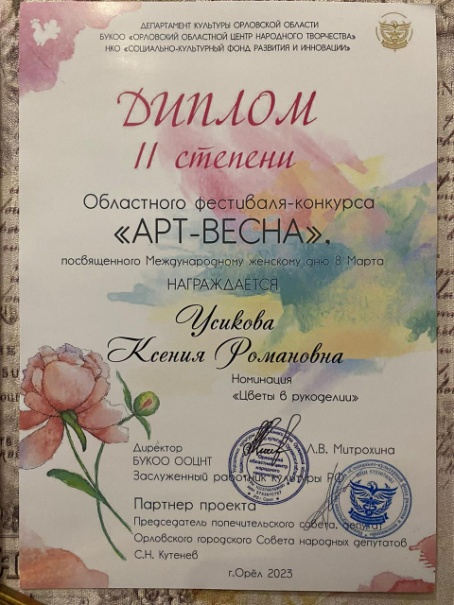 ДЕПАРТАМЕНТ КУЛЬТУРЫ ОРЛОВСКОЙ ОБЛАСТИ
БУКОО «ОРЛОВСКИЙ ОБЛАСТНОЙ ЦЕНТР НАРОДНОГО ТВОРЧЕСТВА»
НКО «СОЦИАЛЬНО-КУЛЬТУРНЫЙ ФОНД РАЗВИТИЯ И ИННОВАЦИИ»
ДИПЛОМ
II степени
Областного фестиваля-конкурса
«АРТ-ВЕСНА»,
посвященного Международному женскому дню 8 Марта
НАГРАЖДАЕТСЯ
Усикова
Ксения Романовна
Номинация
«Цветы в рукоделии»
Директор Л.В. Митрохина
БУКОО ООЦНТ
Заслуженный работник культуры РФ
Партнер проекта
Председатель попечительского совета, депутат
Орловского городского Совета народных депутатов
С.Н. Кутенев
г.Орёл 2023